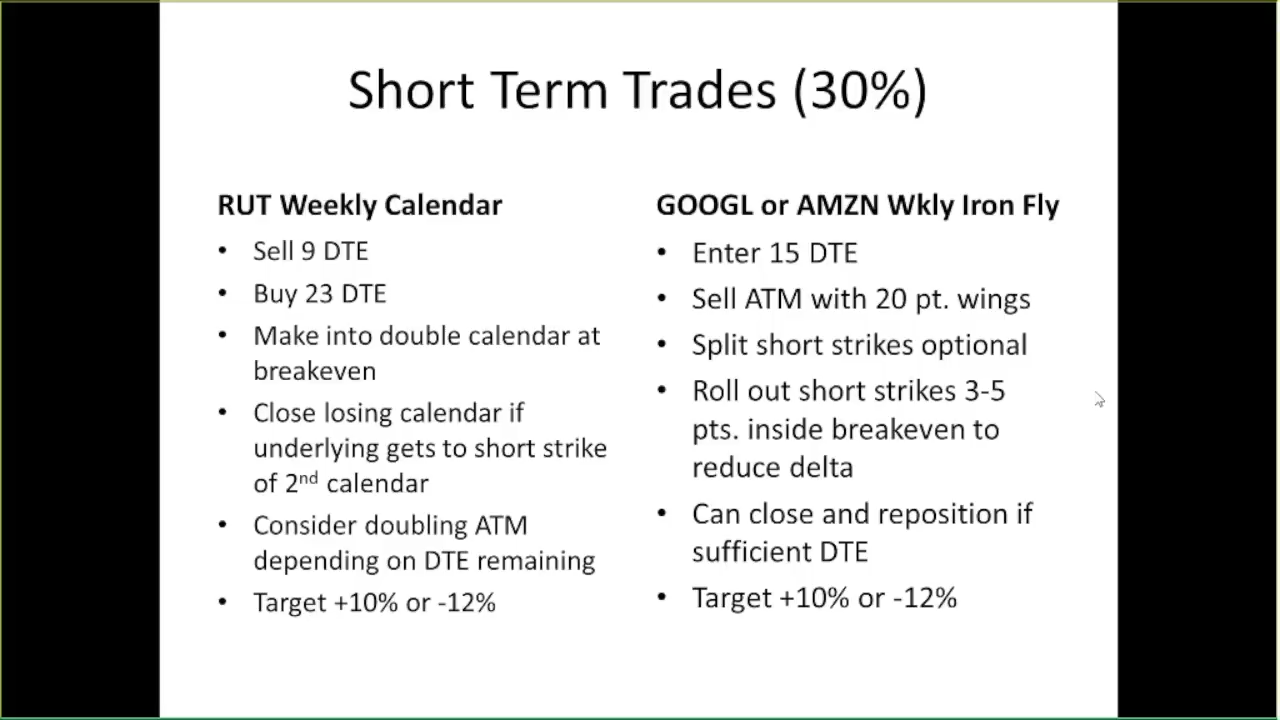 Short Term Trades (30%)
RUT Weekly Calendar
• Sell 9 DTE
• Buy 23 DTE
• Make into double calendar at
breakeven
• Close losing calendar if
underlying gets to short strike
of 2nd calendar
• Consider doubling ATM
depending on DTE remaining
• Target +10% or -12%
GOOGL or AMZN Wkly Iron Fly
• Enter 15 DTE
• Sell ATM with 20 pt. wings
• Split short strikes optional
• Roll out short strikes 3-5
pts. inside breakeven to
reduce delta
• Can close and reposition if
sufficient DTE
• Target +10% or -12%